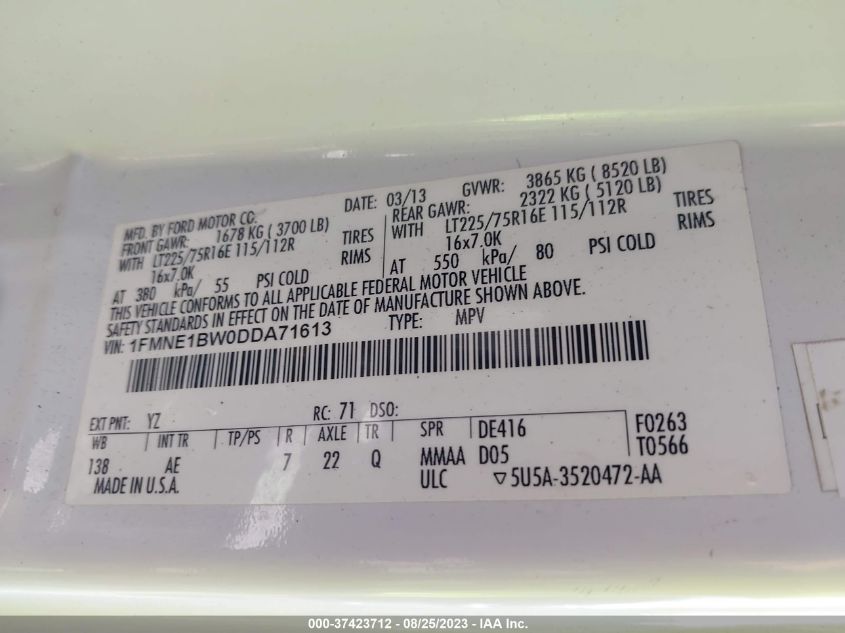 MFD. BY FORD MOTOR CO.
DATE: 03/13 GVWR: 3865 KG ( 8520 LB)
FRONT GAWR: 1678 KG ( 3700 LB)
REAR GAWR: 2322 KG ( 5120 LB)
WITH LT225/75R16E 115/112R TIRES
WITH LT225/75R16E 115/112R TIRES
16x7.0K RIMS
16x7.0K RIMS
AT 380 kPa/ 55 PSI COLD
AT 550 kPa/ 80 PSI COLD
THIS VEHICLE CONFORMS TO ALL APPLICABLE FEDERAL MOTOR VEHICLE
SAFETY STANDARDS IN EFFECT ON THE DATE OF MANUFACTURE SHOWN ABOVE.
VIN: 1FMNE1BW0DDA71613 TYPE: MPV
EXT PNT: YZ RC: 71 DSO:
WB INT TR TP/PS R AXLE TR SPR DE416 F0263
138 AE 7 22 Q MMAA D05 T0566
MADE IN U.S.A. ULC ▽5U5A-3520472-AA
000-37423712 - 08/25/2023 - IAA Inc.